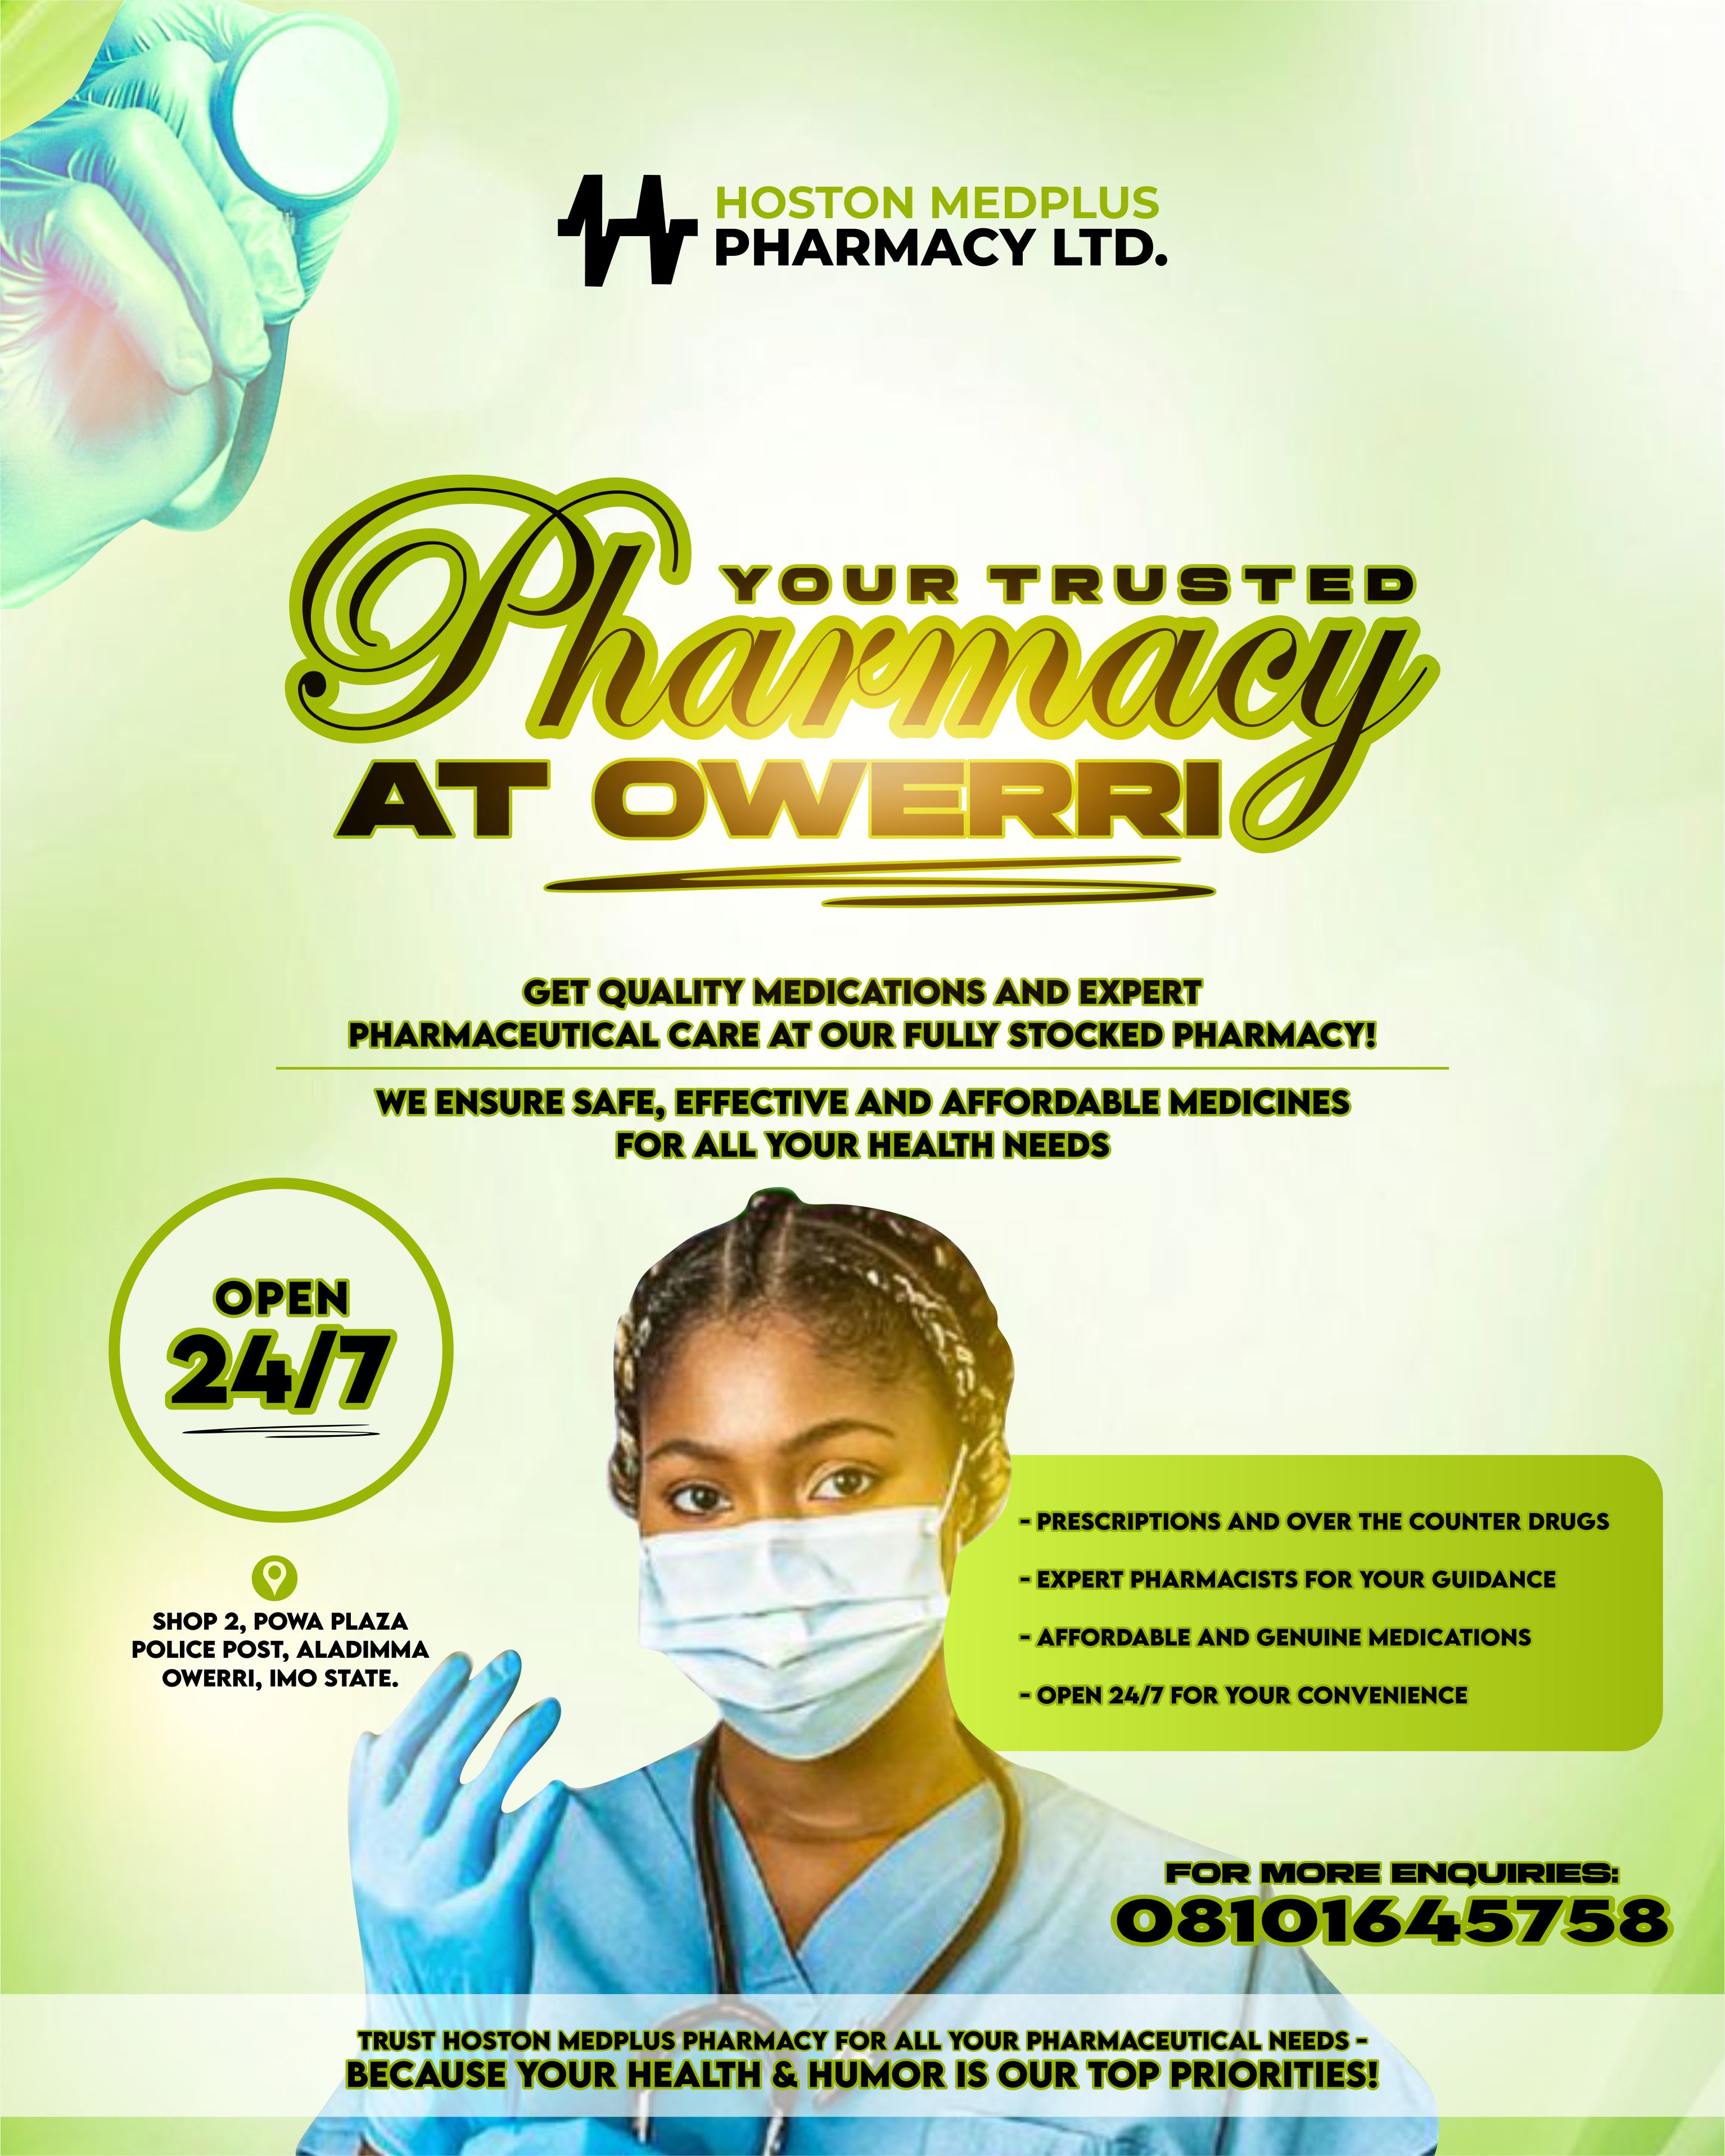 HOSTON MEDPLUS
PHARMACY LTD.
YOUR TRUSTED
Pharmacy
AT OWERRI
GET QUALITY MEDICATIONS AND EXPERT
PHARMACEUTICAL CARE AT OUR FULLY STOCKED PHARMACY!
WE ENSURE SAFE, EFFECTIVE AND AFFORDABLE MEDICINES
FOR ALL YOUR HEALTH NEEDS
OPEN
24/7
SHOP 2, POWA PLAZA
POLICE POST, ALADIMMA
OWERRI, IMO STATE.
- PRESCRIPTIONS AND OVER THE COUNTER DRUGS
- EXPERT PHARMACISTS FOR YOUR GUIDANCE
- AFFORDABLE AND GENUINE MEDICATIONS
- OPEN 24/7 FOR YOUR CONVENIENCE
FOR MORE ENQUIRIES:
08101645758
TRUST HOSTON MEDPLUS PHARMACY FOR ALL YOUR PHARMACEUTICAL NEEDS -
BECAUSE YOUR HEALTH & HUMOR IS OUR TOP PRIORITIES!